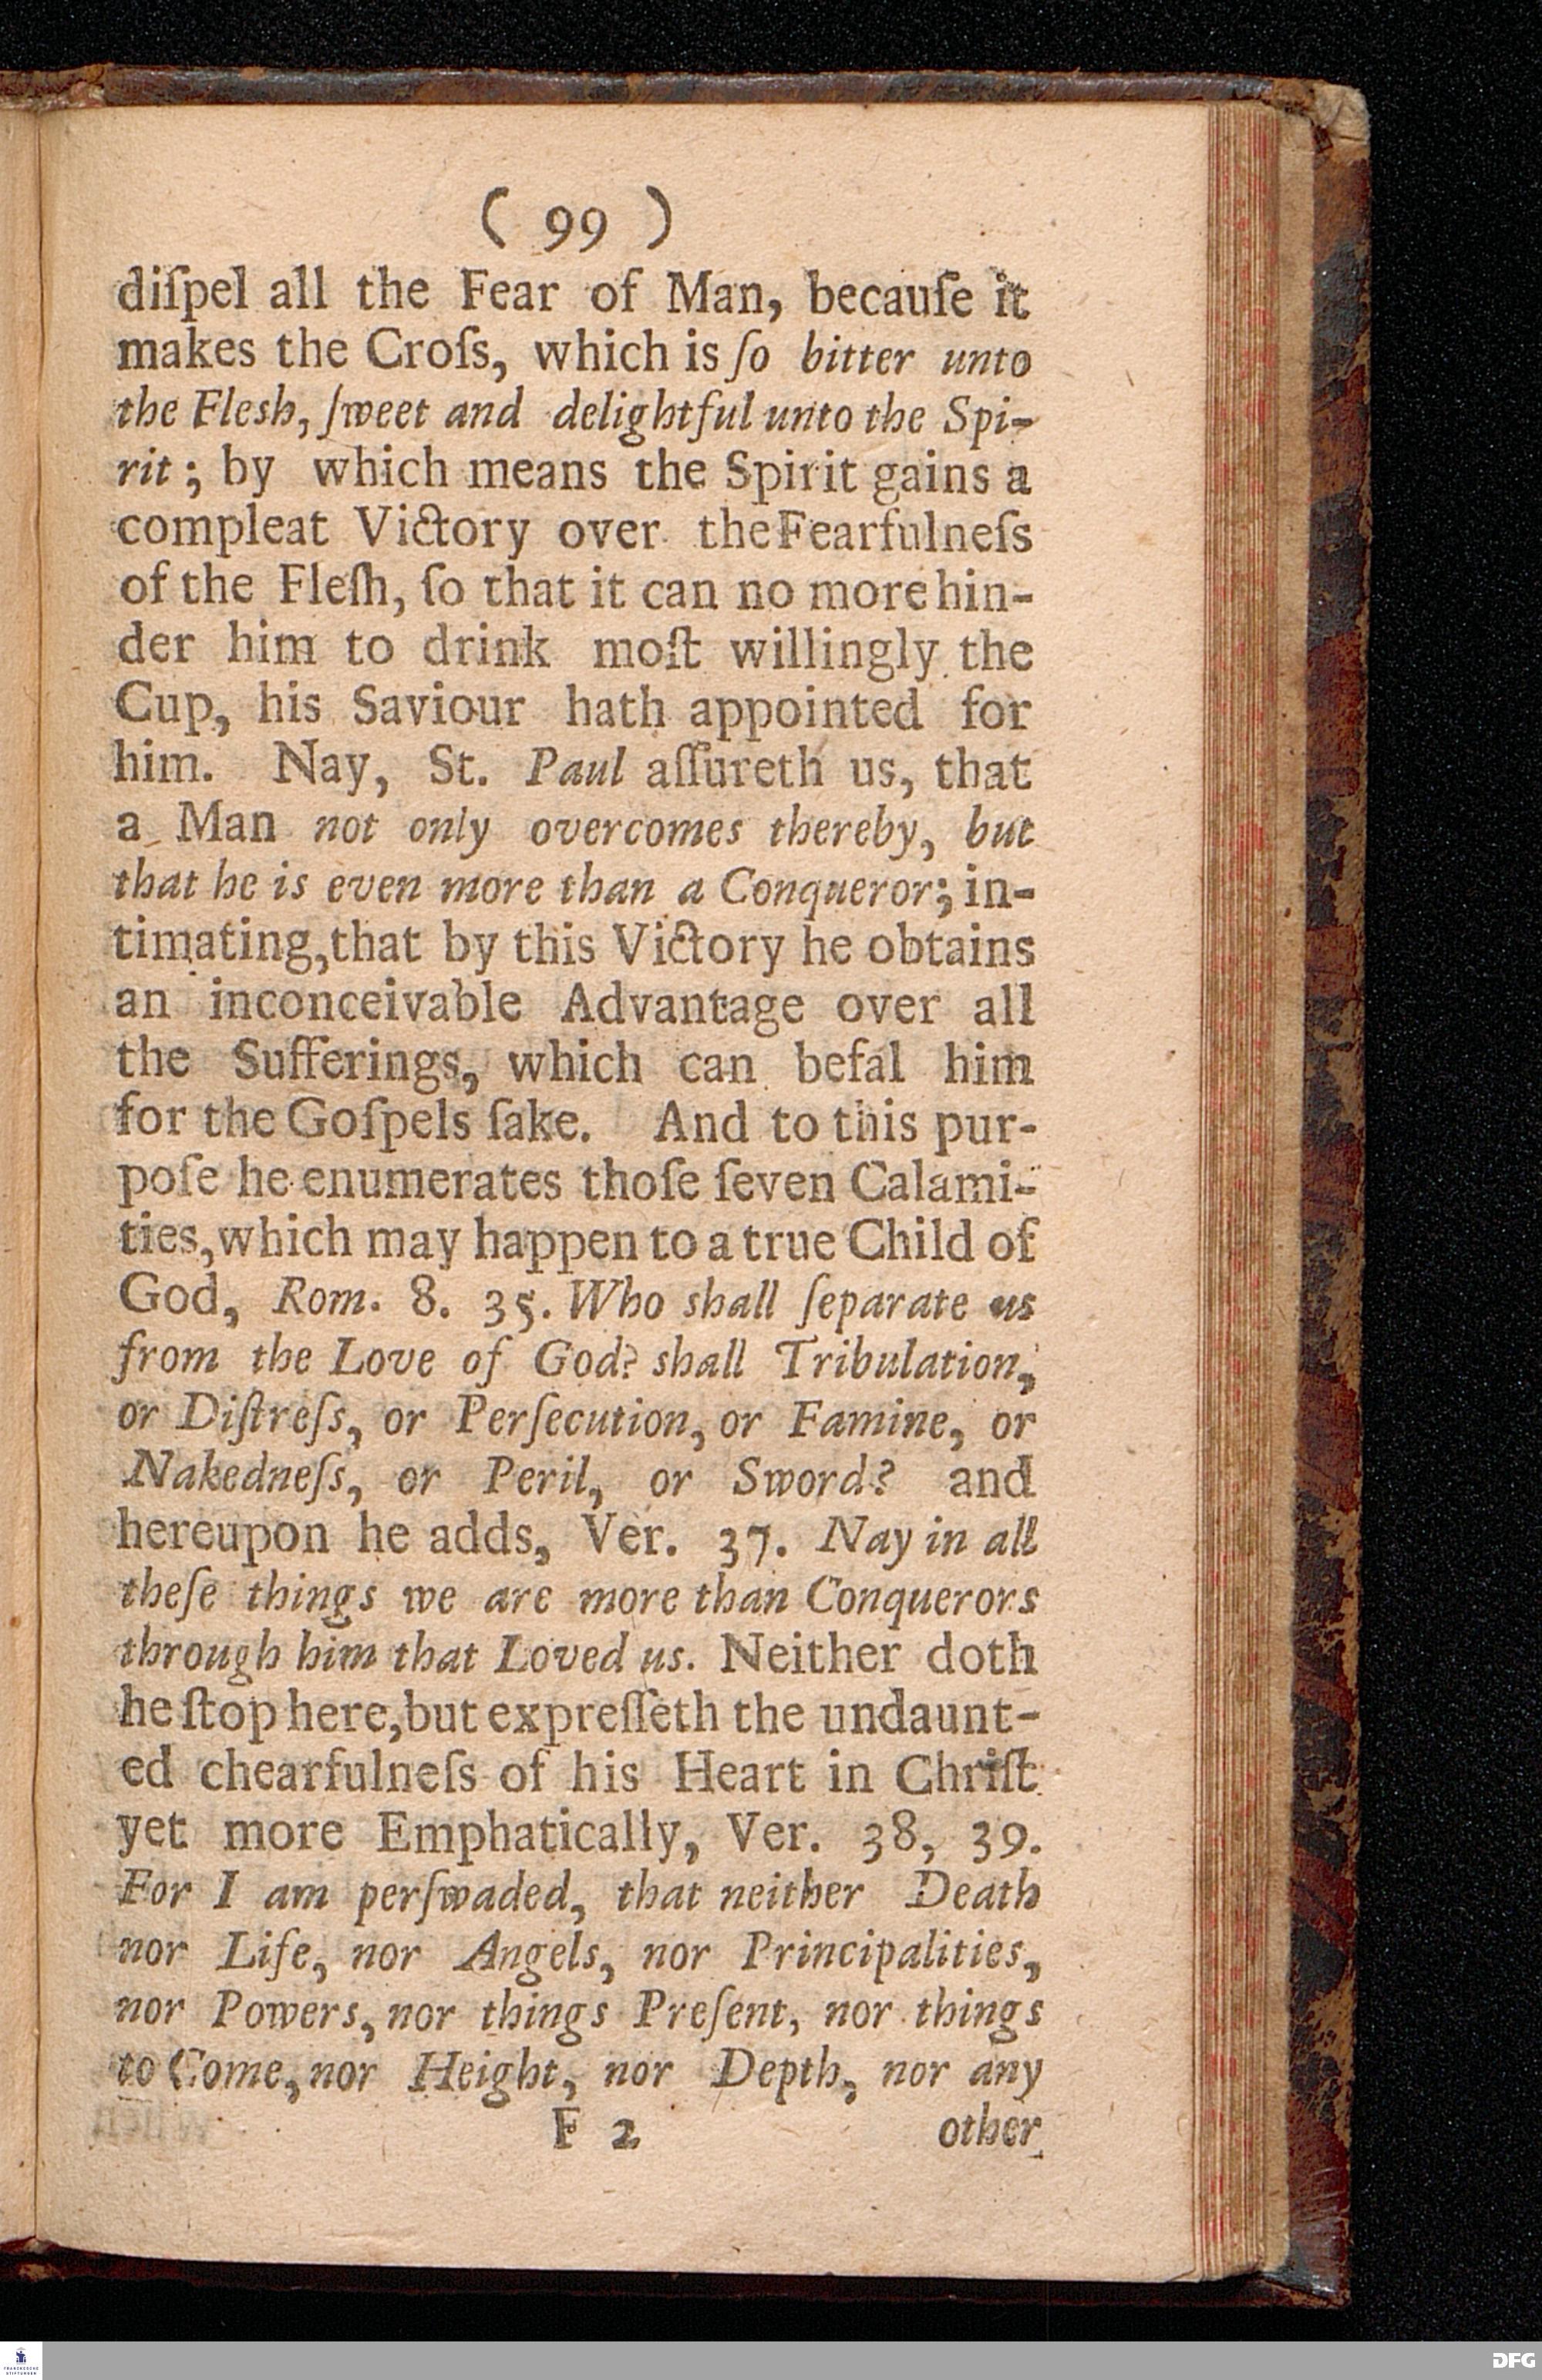 ( 99 )
diſpel all the Fear of Man, becauſe it
makes the Croſs, which is ſo bitter unto
the Flesh, ſweet and delightful unto the Spi-
rit; by which means the Spirit gains a
compleat Victory over the Fearfulneſs
of the Fleſh, ſo that it can no more hin-
der him to drink moſt willingly the
Cup, his Saviour hath appointed for
him. Nay, St. Paul aſſureth us, that
a Man not only overcomes thereby, but
that he is even more than a Conqueror; in-
timating, that by this Victory he obtains
an inconceivable Advantage over all
the Sufferings, which can befal him
for the Goſpels ſake. And to this pur-
poſe he enumerates thoſe ſeven Calami-
ties, which may happen to a true Child of
God, Rom. 8. 35. Who shall ſeparate us
from the Love of God? shall Tribulation,
or Diſtreſs, or Perſecution, or Famine, or
Nakedneſs, or Peril, or Sword? and
hereupon he adds, Ver. 37. Nay in all
theſe things we are more than Conquerors
through him that Loved us. Neither doth
he ſtop here, but expreſſeth the undaunt-
ed chearfulneſs of his Heart in Chriſt
yet more Emphatically, Ver. 38, 39.
For I am perſwaded, that neither Death
nor Life, nor Angels, nor Principalities,
nor Powers, nor things Preſent, nor things
to Come, nor Height, nor Depth, nor any
F 2 other
FRANCKESCHE
STIFTUNGEN
DFG